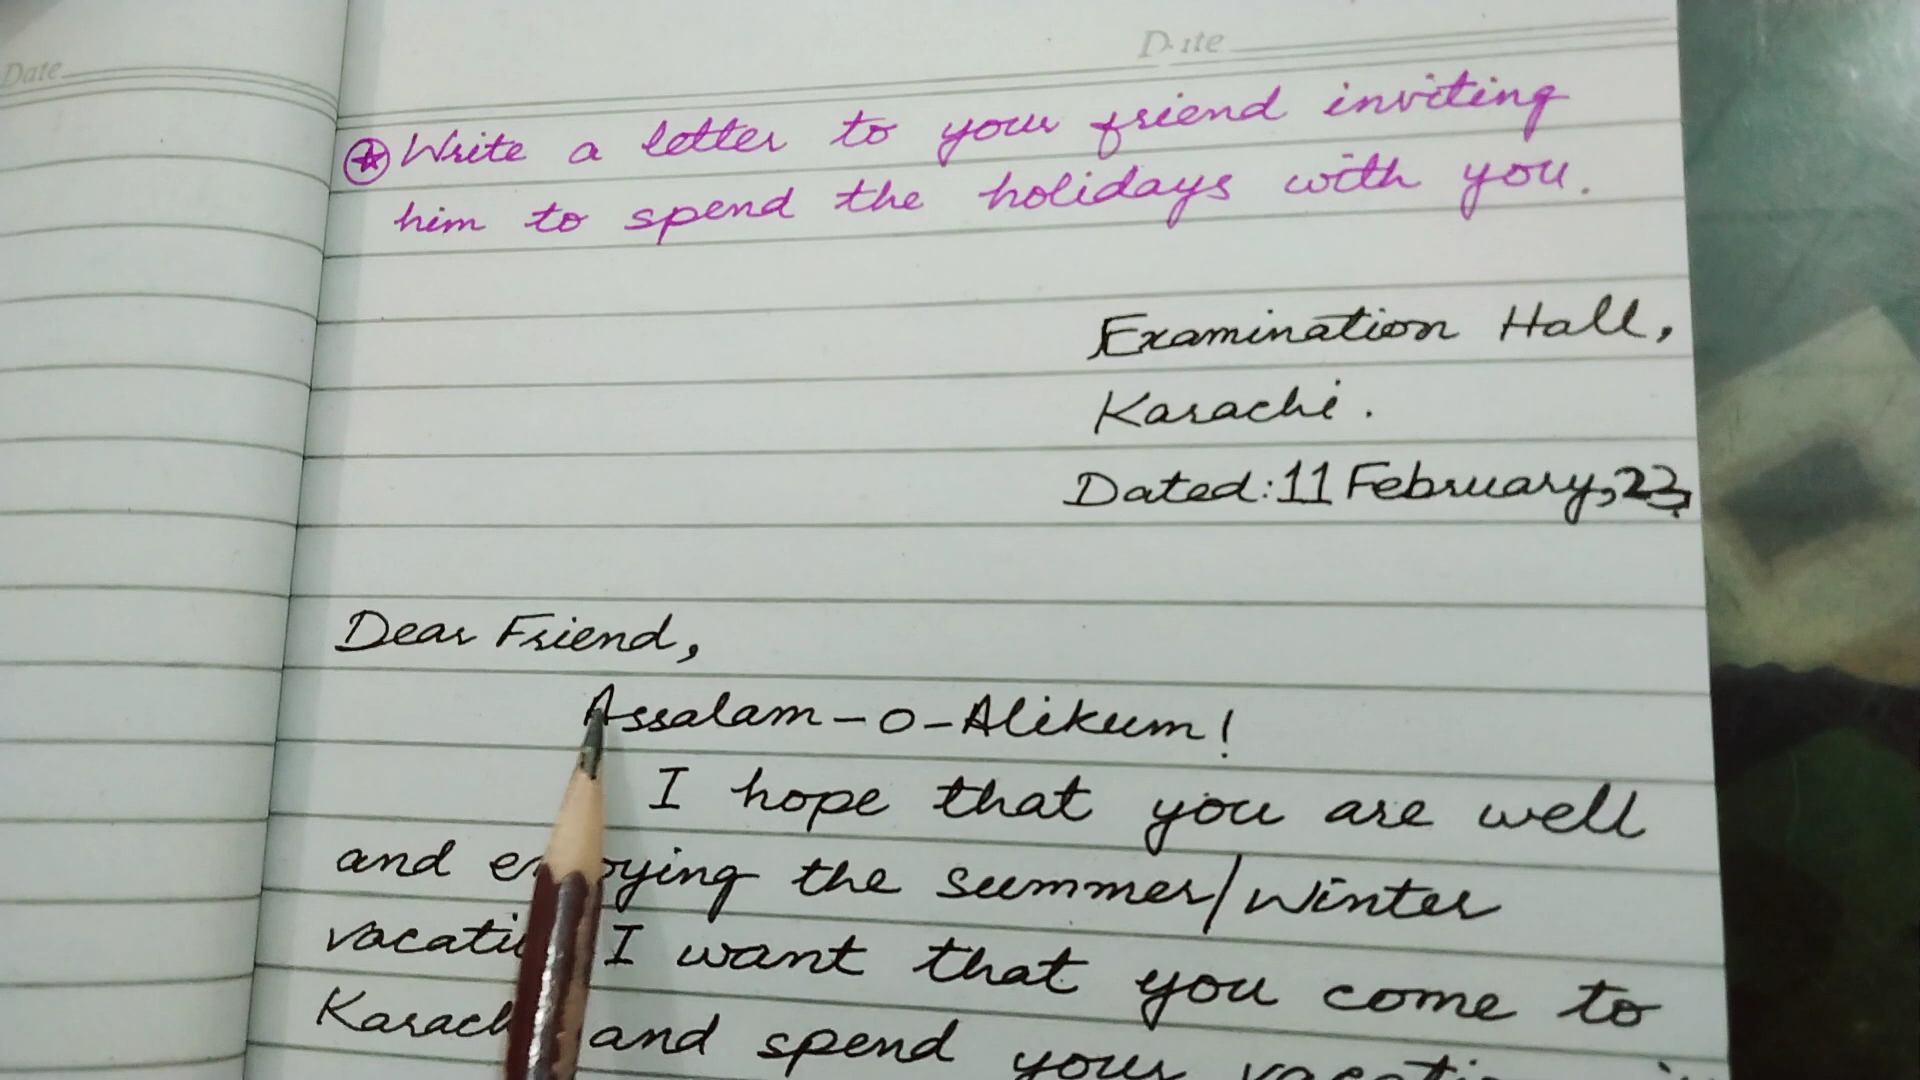 Date
Date
Write a letter to your friend inviting
him to spend the holidays with you.
Examination Hall,
Karachi.
Dated: 11 February, 23
Dear Friend,
Assalam-o-Alikum!
I hope that you are well
and the summer/Winter
I want that you come to
and spend your